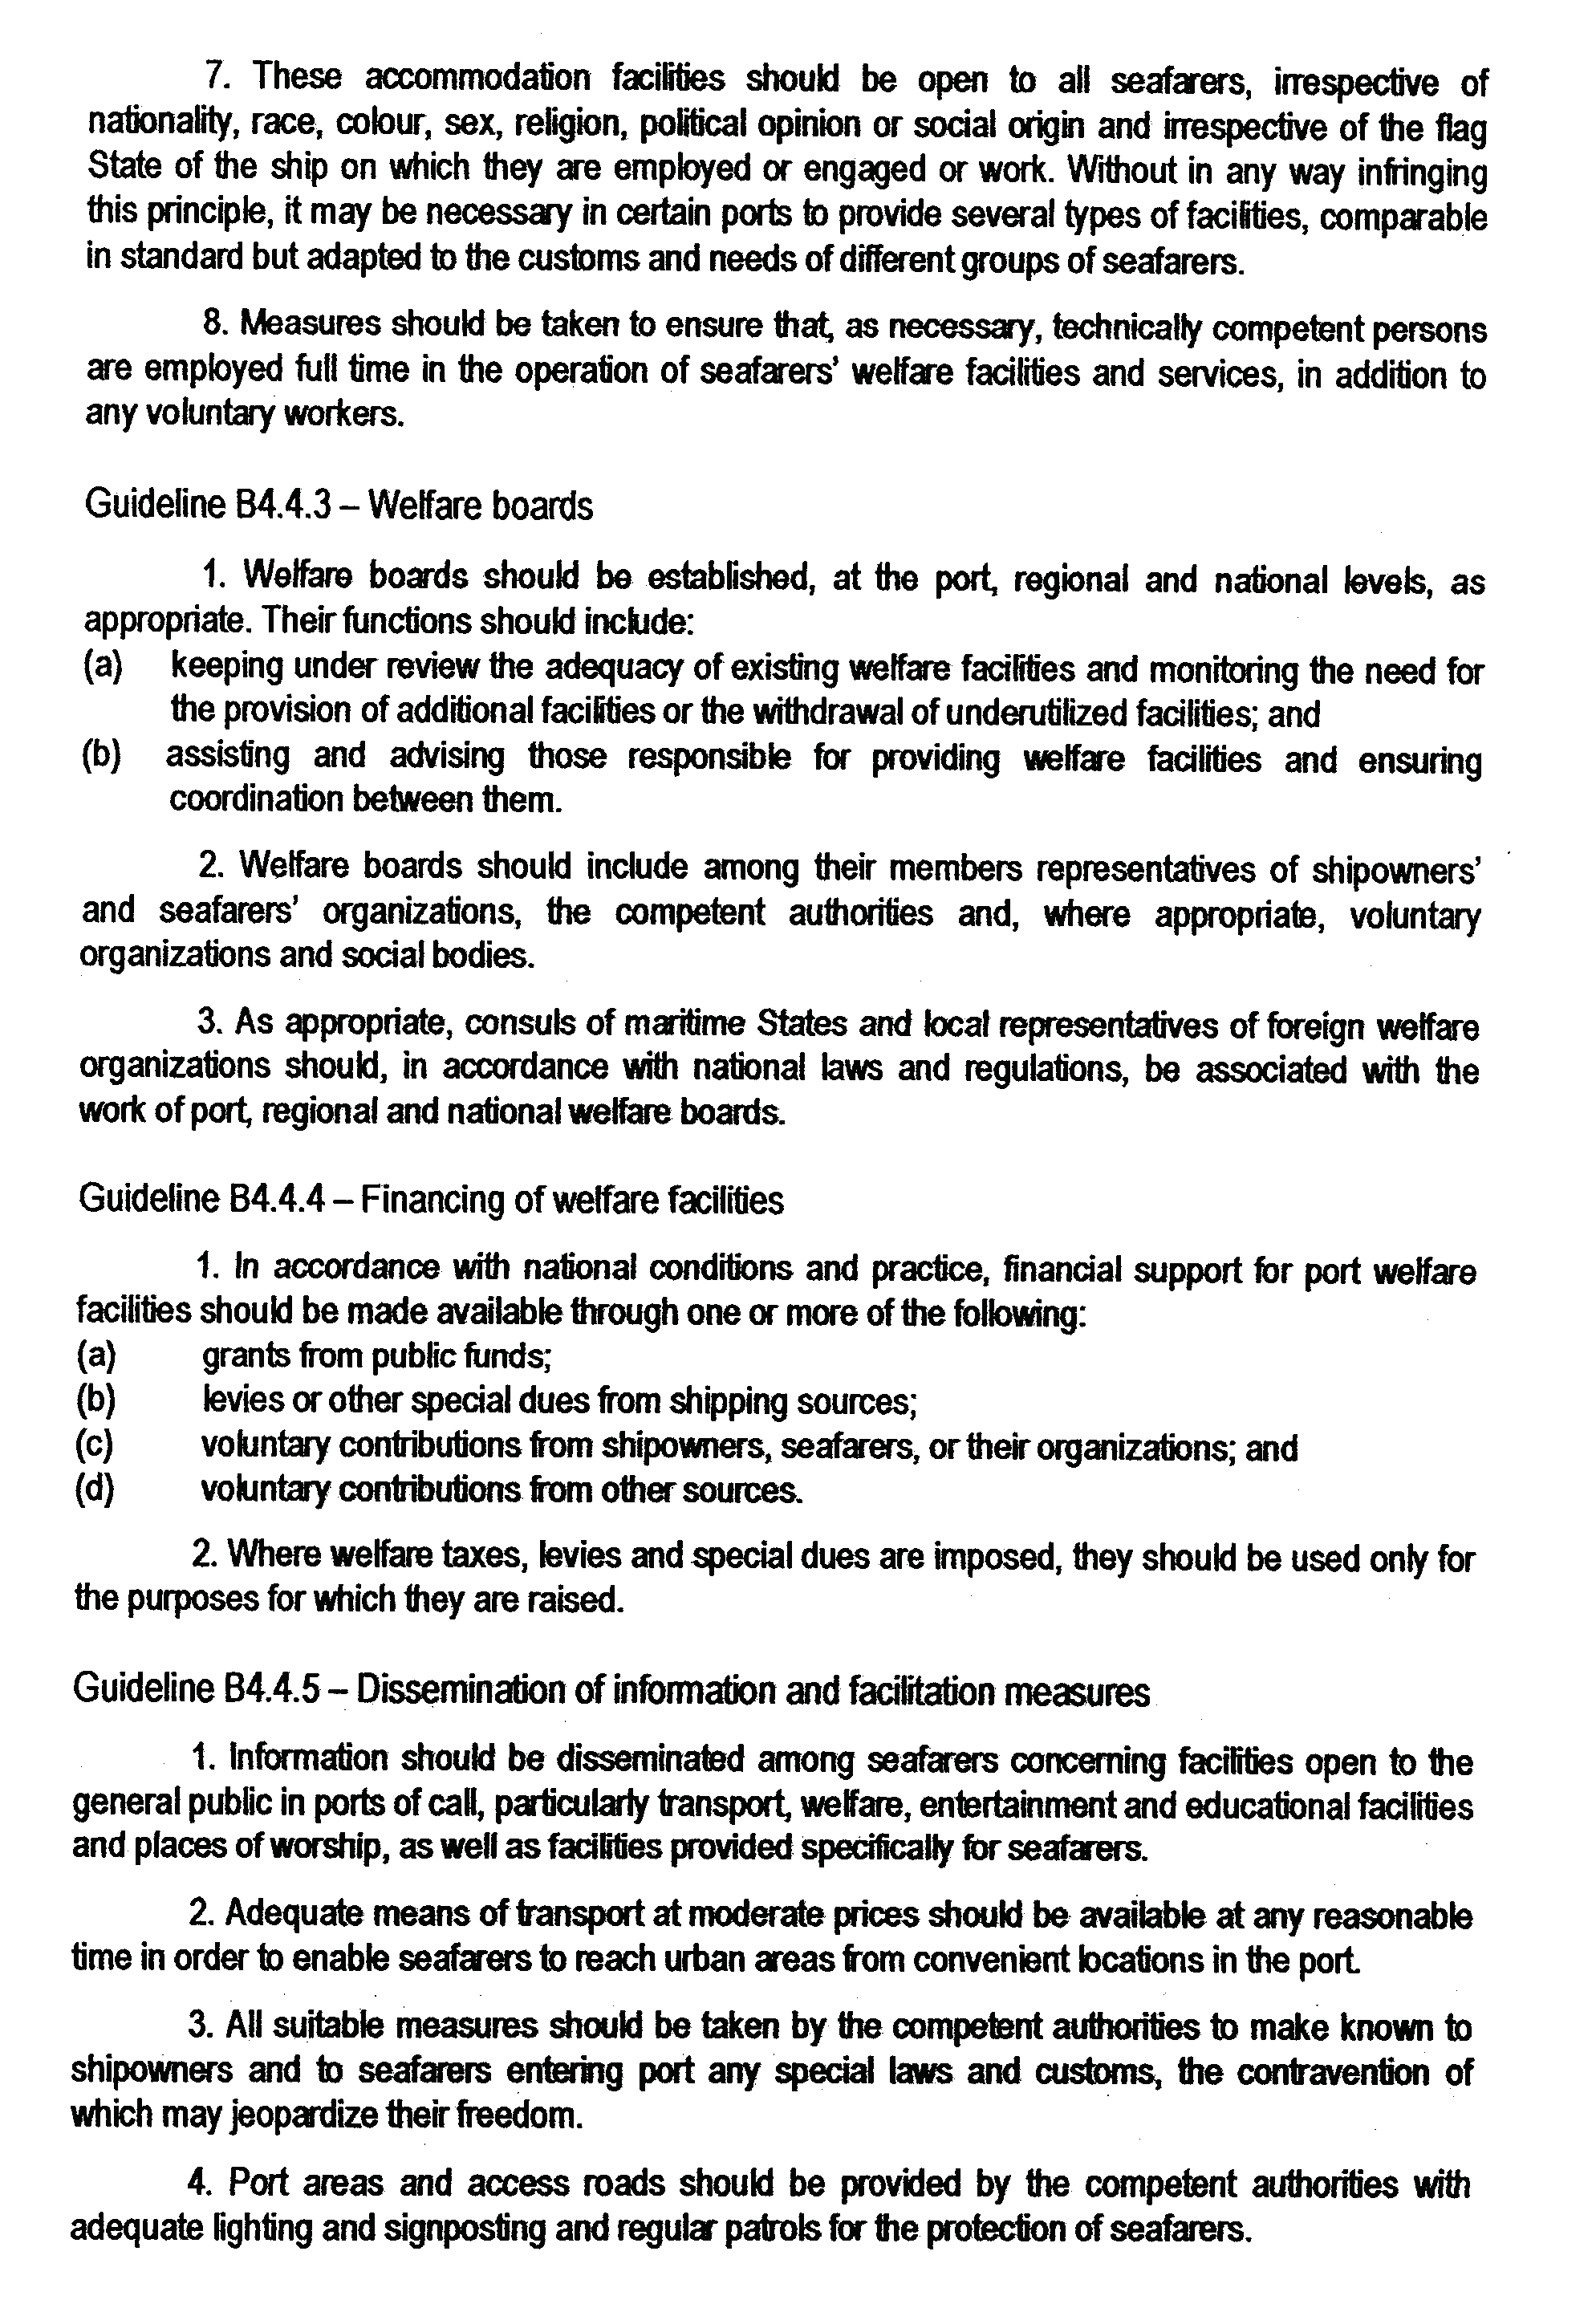 7. These accommodation facilities should be open to all seafarers, irrespective of
nationality, race, colour, sex, religion, political opinion or social origin and irrespective of the flag
State of the ship on which they are employed or engaged or work. Without in any way infringing
this principle, it may be necessary in certain ports to provide several types of facilities, comparable
in standard but adapted to the customs and needs of different groups of seafarers.
8. Measures should be taken to ensure that, as necessary, technically competent persons
are employed full time in the operation of seafarers' welfare facilities and services, in addition to
any voluntary workers.
Guideline B4.4.3 – Welfare boards
1. Welfare boards should be established, at the port, regional and national levels, as
appropriate. Their functions should include:
(a) keeping under review the adequacy of existing welfare facilities and monitoring the need for
the provision of additional facilities or the withdrawal of underutilized facilities; and
(b) assisting and advising those responsible for providing welfare facilities and ensuring
coordination between them.
2. Welfare boards should include among their members representatives of shipowners'
and seafarers' organizations, the competent authorities and, where appropriate, voluntary
organizations and social bodies.
3. As appropriate, consuls of maritime States and local representatives of foreign welfare
organizations should, in accordance with national laws and regulations, be associated with the
work of port, regional and national welfare boards.
Guideline B4.4.4 – Financing of welfare facilities
1. In accordance with national conditions and practice, financial support for port welfare
facilities should be made available through one or more of the following:
(a) grants from public funds;
(b) levies or other special dues from shipping sources;
(c) voluntary contributions from shipowners, seafarers, or their organizations; and
(d) voluntary contributions from other sources.
2. Where welfare taxes, levies and special dues are imposed, they should be used only for
the purposes for which they are raised.
Guideline B4.4.5 – Dissemination of information and facilitation measures
1. Information should be disseminated among seafarers concerning facilities open to the
general public in ports of call, particularly transport, welfare, entertainment and educational facilities
and places of worship, as well as facilities provided specifically for seafarers.
2. Adequate means of transport at moderate prices should be available at any reasonable
time in order to enable seafarers to reach urban areas from convenient locations in the port.
3. All suitable measures should be taken by the competent authorities to make known to
shipowners and to seafarers entering port any special laws and customs, the contravention of
which may jeopardize their freedom.
4. Port areas and access roads should be provided by the competent authorities with
adequate lighting and signposting and regular patrols for the protection of seafarers.